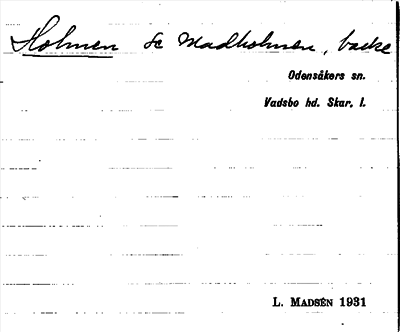 Holmen se Madholmen, backe
Odensåkers sn.
Vadsbo hd. Skar. l.
L. MADSÉN 1931